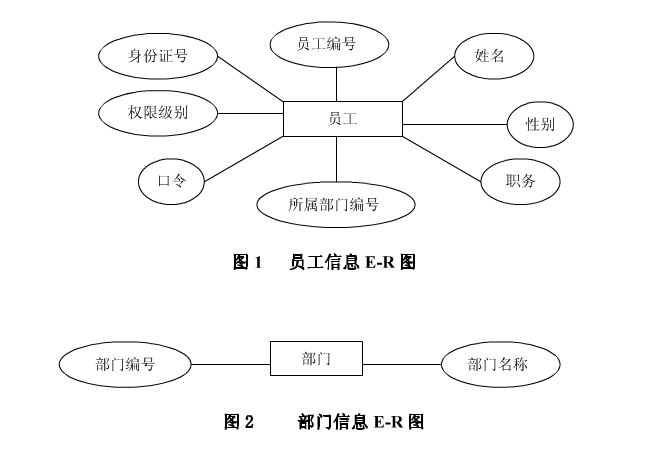 员工编号
身份证号
姓名
权限级别
员工
性别
口令
职务
所属部门编号
图1 员工信息 E-R 图
部门编号
部门
部门名称
图2 部门信息 E-R 图